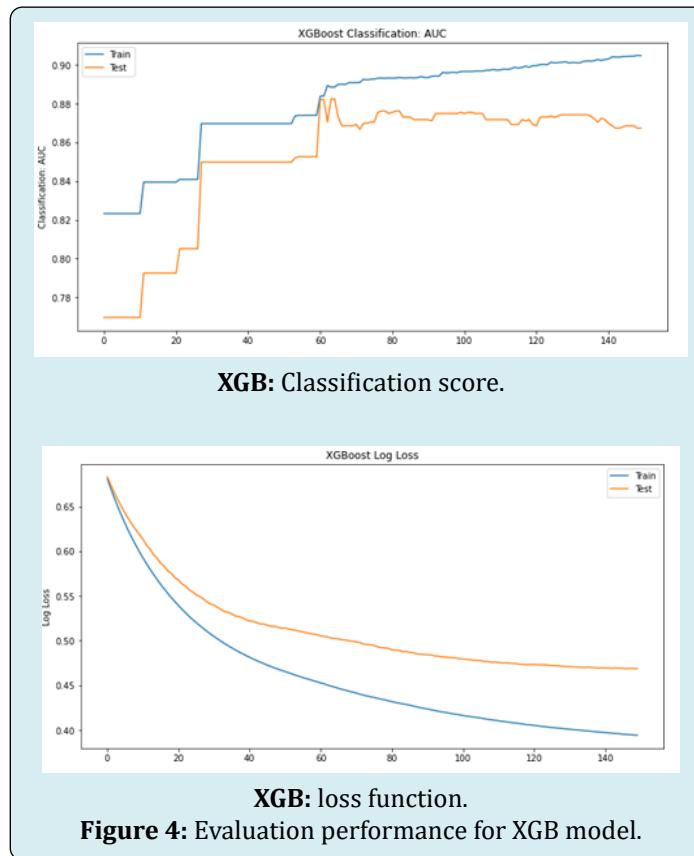 XGBoost Classification: AUC
Train
Test
Classification: AUC
0.90
0.88
0.86
0.84
0.82
0.80
0.78
0 20 40 60 80 100 120 140
XGB: Classification score.
XGBoost Log Loss
Train
Test
Log Loss
0.65
0.60
0.55
0.50
0.45
0.40
0 20 40 60 80 100 120 140
XGB: loss function.
Figure 4: Evaluation performance for XGB model.